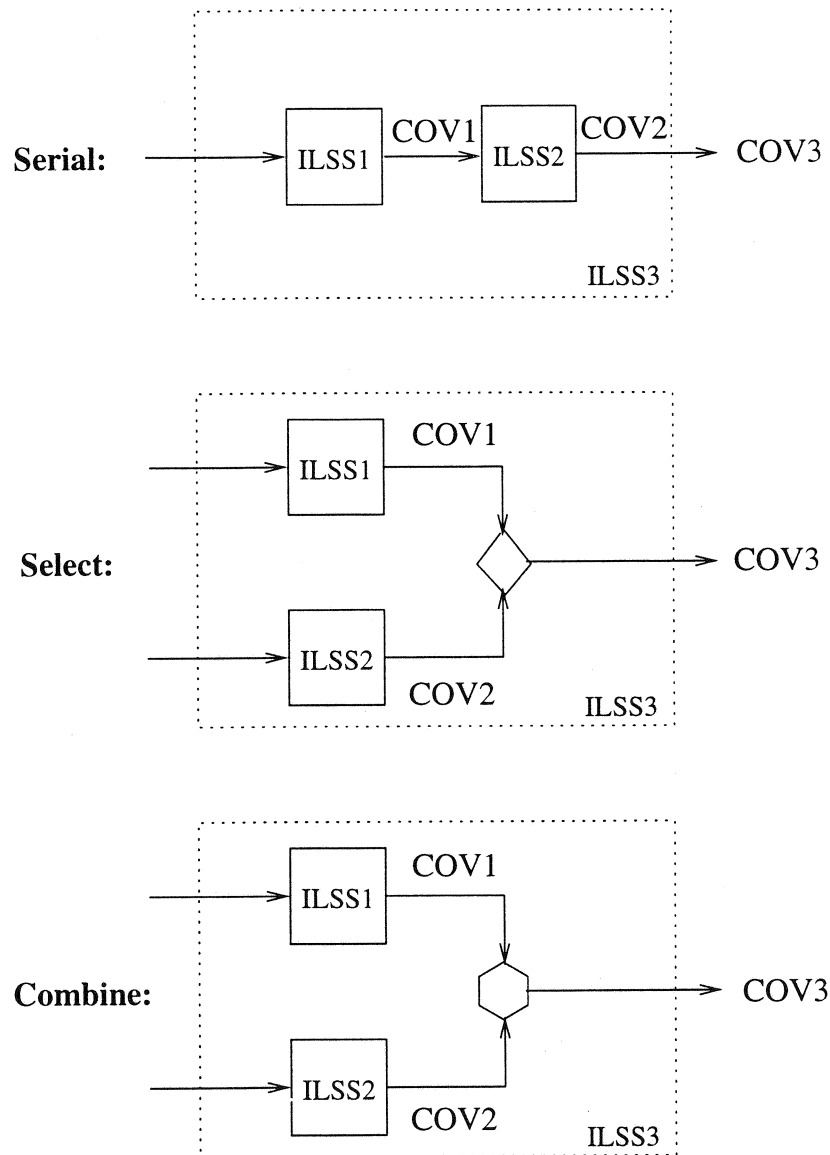 Serial:
ILSS1
COV1
ILSS2
COV2
COV3
ILSS3
Select:
ILSS1
COV1
ILSS2
COV2
COV3
ILSS3
Combine:
ILSS1
COV1
ILSS2
COV2
COV3
ILSS3